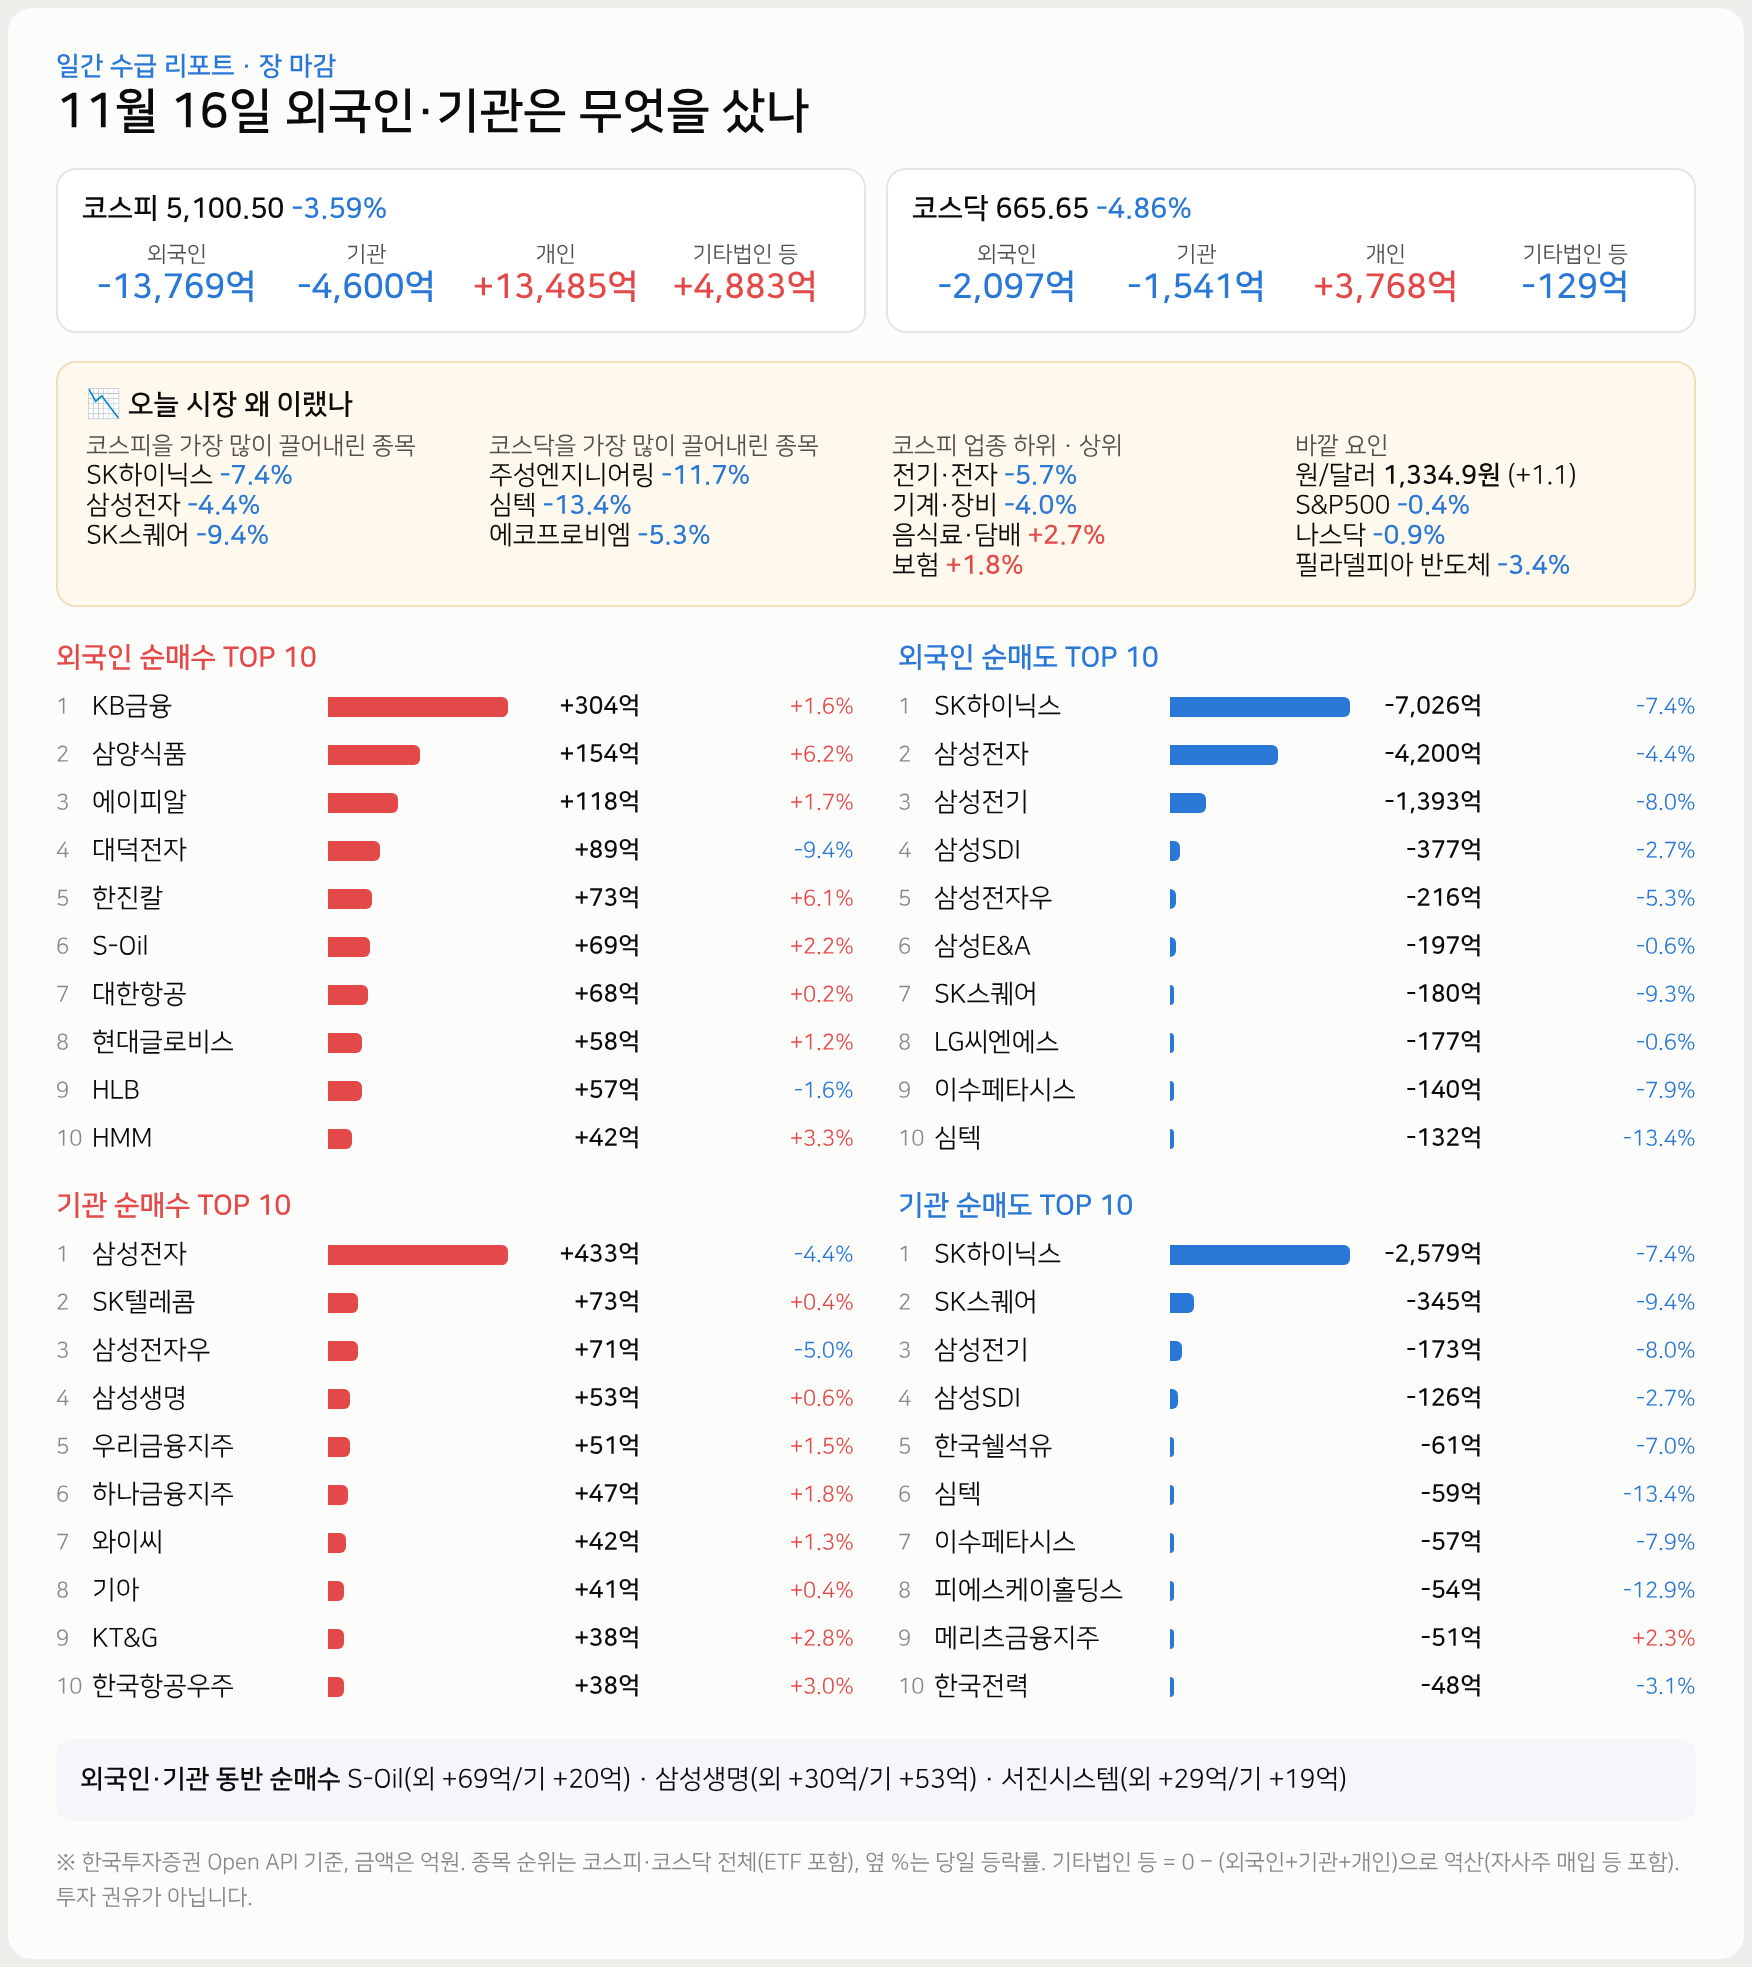 일간 수급 리포트 · 장 마감
11월 16일 외국인·기관은 무엇을 샀나
코스피 5,100.50 -3.59%
외국인 기관 개인 기타법인 등
-13,769억 -4,600억 +13,485억 +4,883억
코스닥 665.65 -4.86%
외국인 기관 개인 기타법인 등
-2,097억 -1,541억 +3,768억 -129억
📉 오늘 시장 왜 이랬나
코스피을 가장 많이 끌어내린 종목
SK하이닉스 -7.4%
삼성전자 -4.4%
SK스퀘어 -9.4%
코스닥을 가장 많이 끌어내린 종목
주성엔지니어링 -11.7%
심텍 -13.4%
에코프로비엠 -5.3%
코스피 업종 하위 · 상위
전기·전자 -5.7%
기계·장비 -4.0%
음식료·담배 +2.7%
보험 +1.8%
바깥 요인
원/달러 1,334.9원 (+1.1)
S&P500 -0.4%
나스닥 -0.9%
필라델피아 반도체 -3.4%
외국인 순매수 TOP 10
1 KB금융 +304억 +1.6%
2 삼양식품 +154억 +6.2%
3 에이피알 +118억 +1.7%
4 대덕전자 +89억 -9.4%
5 한진칼 +73억 +6.1%
6 S-Oil +69억 +2.2%
7 대한항공 +68억 +0.2%
8 현대글로비스 +58억 +1.2%
9 HLB +57억 -1.6%
10 HMM +42억 +3.3%
외국인 순매도 TOP 10
1 SK하이닉스 -7,026억 -7.4%
2 삼성전자 -4,200억 -4.4%
3 삼성전기 -1,393억 -8.0%
4 삼성SDI -377억 -2.7%
5 삼성전자우 -216억 -5.3%
6 삼성E&A -197억 -0.6%
7 SK스퀘어 -180억 -9.3%
8 LG씨엔에스 -177억 -0.6%
9 이수페타시스 -140억 -7.9%
10 심텍 -132억 -13.4%
기관 순매수 TOP 10
1 삼성전자 +433억 -4.4%
2 SK텔레콤 +73억 +0.4%
3 삼성전자우 +71억 -5.0%
4 삼성생명 +53억 +0.6%
5 우리금융지주 +51억 +1.5%
6 하나금융지주 +47억 +1.8%
7 와이씨 +42억 +1.3%
8 기아 +41억 +0.4%
9 KT&G +38억 +2.8%
10 한국항공우주 +38억 +3.0%
기관 순매도 TOP 10
1 SK하이닉스 -2,579억 -7.4%
2 SK스퀘어 -345억 -9.4%
3 삼성전기 -173억 -8.0%
4 삼성SDI -126억 -2.7%
5 한국쉘석유 -61억 -7.0%
6 심텍 -59억 -13.4%
7 이수페타시스 -57억 -7.9%
8 피에스케이홀딩스 -54억 -12.9%
9 메리츠금융지주 -51억 +2.3%
10 한국전력 -48억 -3.1%
외국인·기관 동반 순매수 S-Oil(외 +69억/기 +20억) · 삼성생명(외 +30억/기 +53억) · 서진시스템(외 +29억/기 +19억)
※ 한국투자증권 Open API 기준, 금액은 억원. 종목 순위는 코스피·코스닥 전체(ETF 포함), 옆 %는 당일 등락률. 기타법인 등 = 0 − (외국인+기관+개인)으로 역산(자사주 매입 등 포함).
투자 권유가 아닙니다.